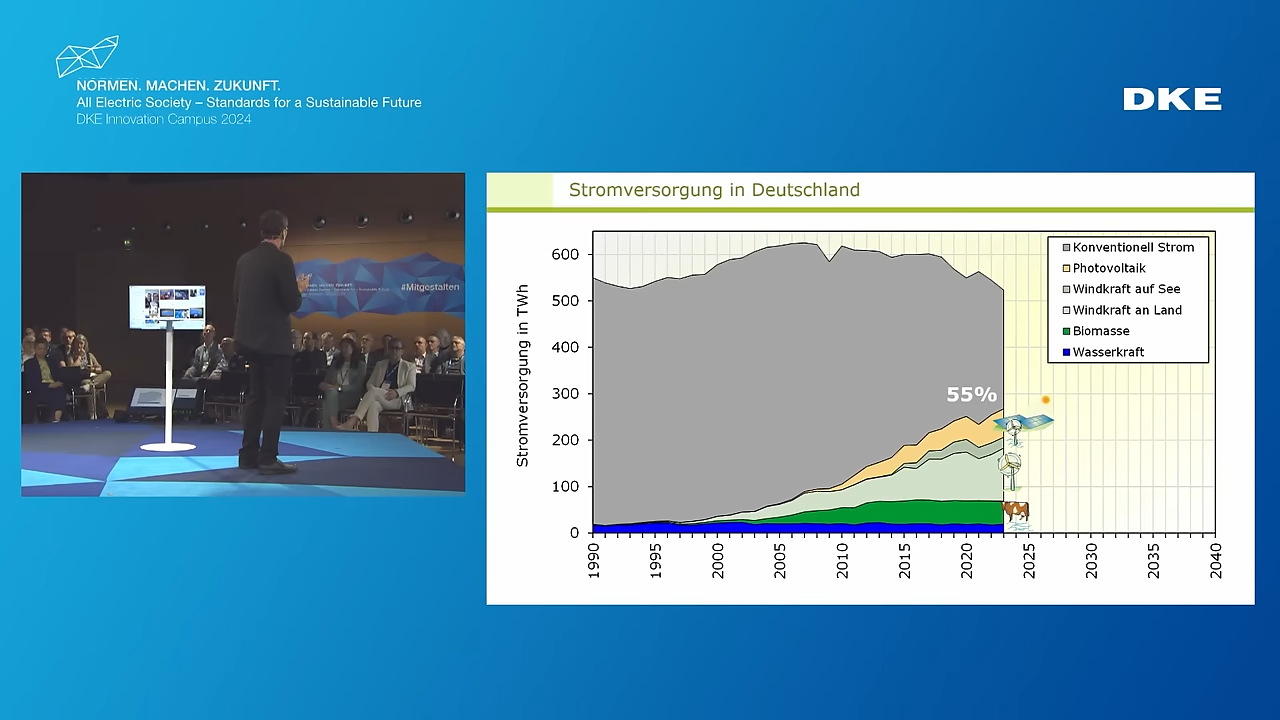 NORMEN. MACHEN. ZUKUNFT.
All Electric Society – Standards for a Sustainable Future
DKE Innovation Campus 2024
DKE
#Mitgestalten
Stromversorgung in Deutschland
Stromversorgung in TWh
600
500
400
300
200
100
0
55%
Konventionell Strom
Photovoltaik
Windkraft auf See
Windkraft an Land
Biomasse
Wasserkraft
1990
1995
2000
2005
2010
2015
2020
2025
2030
2035
2040